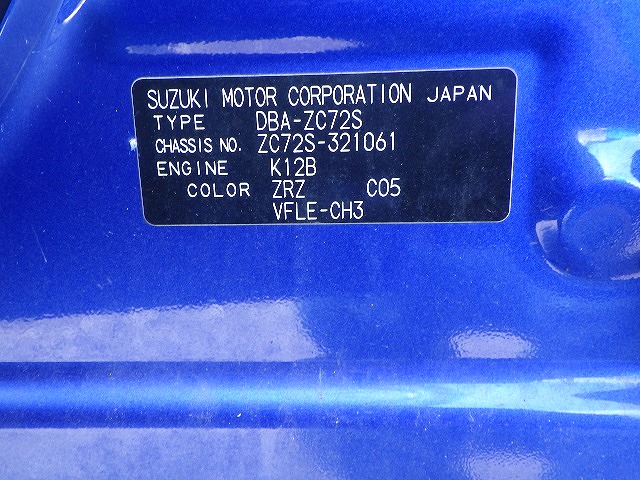 SUZUKI MOTOR CORPORATION JAPAN
TYPE DBA-ZC72S
CHASSIS NO. ZC72S-321061
ENGINE K12B
COLOR ZRZ C05
VFLE-CH3